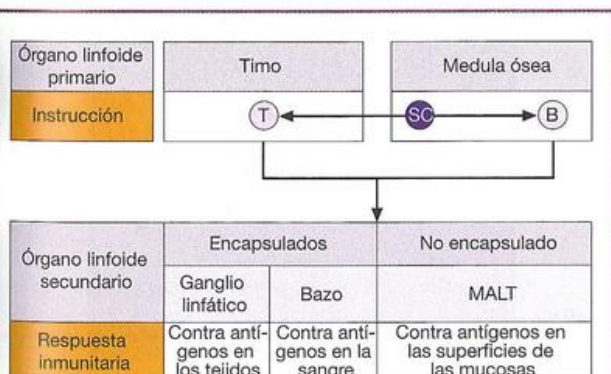 Órgano linfoide
primario
Timo
Medula ósea
Instrucción
T
SC
B
Órgano linfoide
secundario
Encapsulados
No encapsulado
Ganglio
linfático
Bazo
MALT
Respuesta
inmunitaria
Contra antí-
genos en
los tejidos
Contra antí-
genos en la
sangre
Contra antígenos en
las superficies de
las mucosas